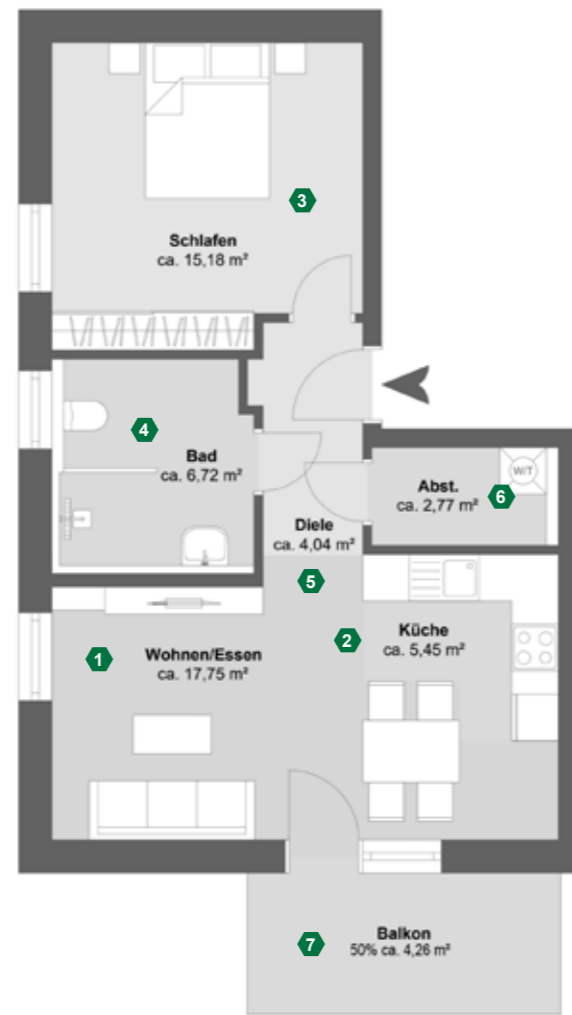 3
Schlafen
ca. 15,18 m²
4
Bad
ca. 6,72 m²
W/T
Abst.
ca. 2,77 m²
6
Diele
ca. 4,04 m²
5
2
Küche
ca. 5,45 m²
1
Wohnen/Essen
ca. 17,75 m²
7
Balkon
50% ca. 4,26 m²